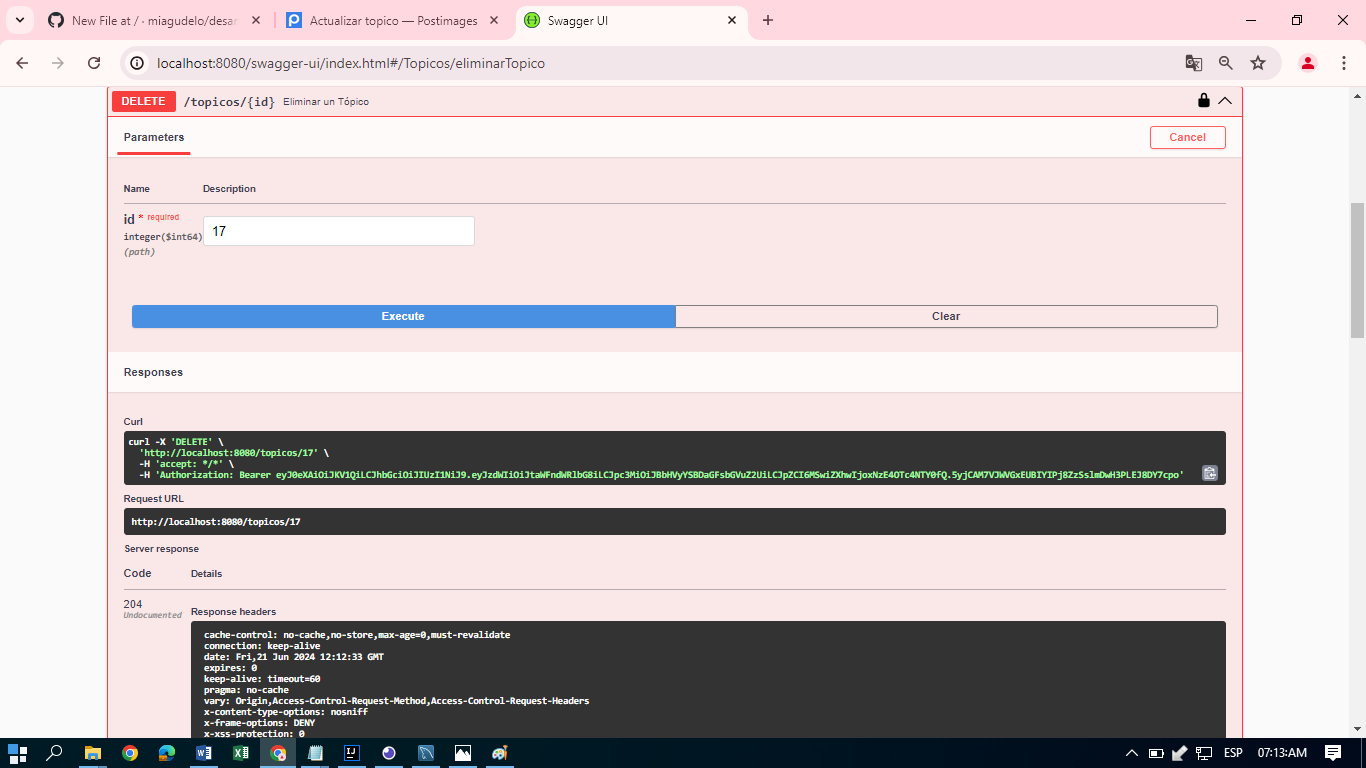 New File at / · miagudelo/desar
Actualizar topico — Postimages
Swagger UI
localhost:8080/swagger-ui/index.html#/Topicos/eliminarTopico
DELETE /topicos/{id} Eliminar un Tópico
Parameters
Cancel
Name Description
id * required
integer($int64)
(path)
17
Execute Clear
Responses
Curl
curl -X 'DELETE' \
'http://localhost:8080/topicos/17' \
-H 'accept: */*' \
-H 'Authorization: Bearer eyJ0eXAiOiJKV1QiLCJhbGciOiJIUzI1NiJ9.eyJzdWIiOiJtaWFndWRlbG8iLCJpc3MiOiJBbHVyYSBDaGFsbGVuZ2UiLCJpZCI6MSwiZXhwIjoxNzE4OTc4NTY0fQ.5yjCAM7VJWVGxEUBIYIPj8ZzSslmDwH3PLEJ8DY7cpo'
Request URL
http://localhost:8080/topicos/17
Server response
Code Details
204
Undocumented
Response headers
cache-control: no-cache,no-store,max-age=0,must-revalidate
connection: keep-alive
date: Fri,21 Jun 2024 12:12:33 GMT
expires: 0
keep-alive: timeout=60
pragma: no-cache
vary: Origin,Access-Control-Request-Method,Access-Control-Request-Headers
x-content-type-options: nosniff
x-frame-options: DENY
x-xss-protection: 0
ESP 07:13AM